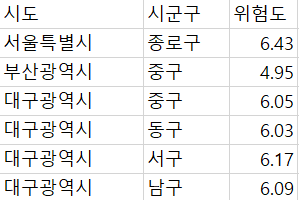 시도 시군구 위험도
서울특별시 종로구 6.43
부산광역시 중구 4.95
대구광역시 중구 6.05
대구광역시 동구 6.03
대구광역시 서구 6.17
대구광역시 남구 6.09